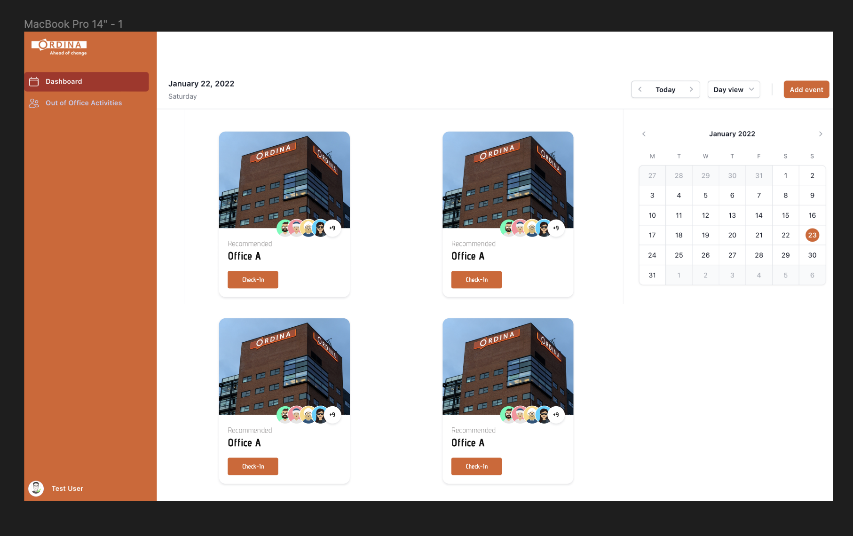 MacBook Pro 14" - 1
ORDINA
Ahead of change
Dashboard
Out of Office Activities
January 22, 2022
Saturday
Today
Day view
Add event
ORDINA
ORDINA
+9
Recommended
Office A
Check-In
ORDINA
ORDINA
+9
Recommended
Office A
Check-In
January 2022
M T W T F S S
27 28 29 30 31 1 2
3 4 5 6 7 8 9
10 11 12 13 14 15 16
17 18 19 20 21 22 23
24 25 26 27 28 29 30
31 1 2 3 4 5 6
ORDINA
ORDINA
+9
Recommended
Office A
Check-In
ORDINA
ORDINA
+9
Recommended
Office A
Check-In
Test User